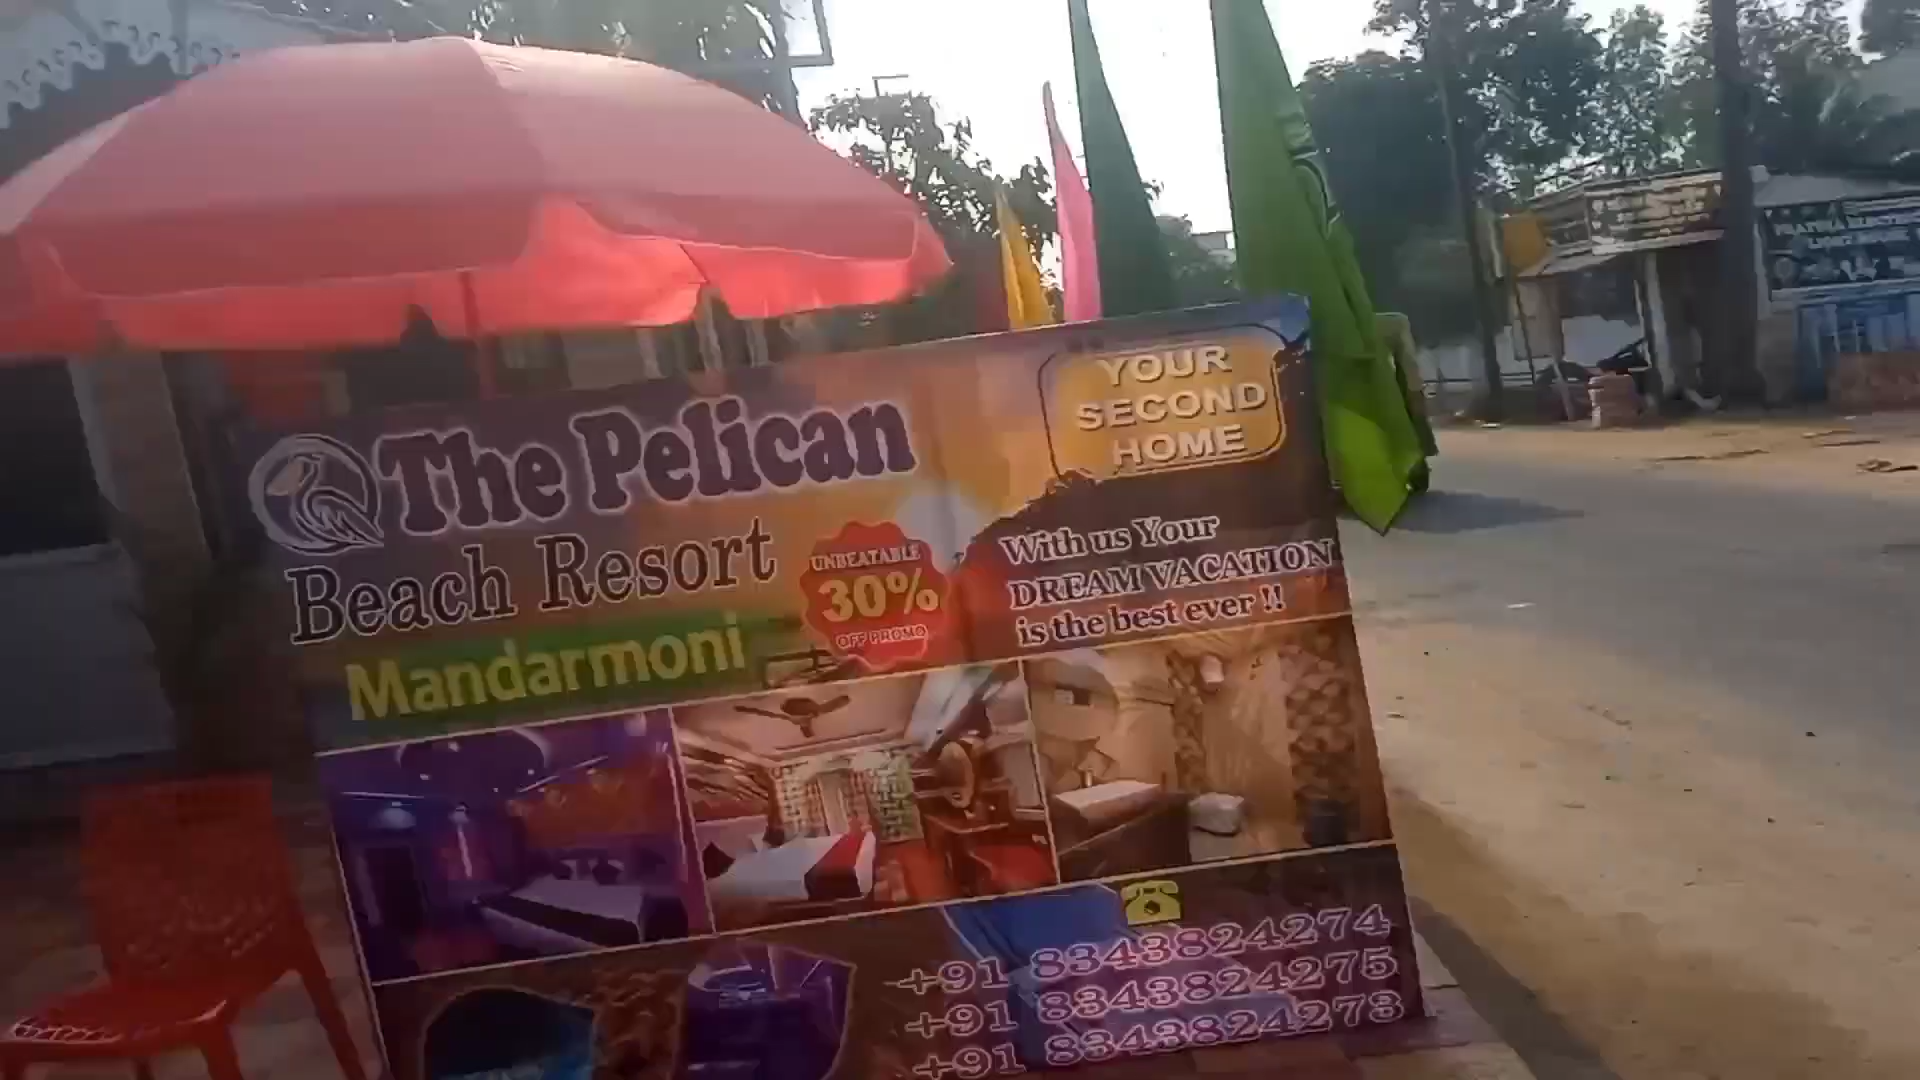 The Pelican
Beach Resort
Mandarmoni
UNBEATABLE
30%
OFF PROMO
YOUR
SECOND
HOME
With us Your
DREAM VACATION
is the best ever !!
+91 8343824274
+91 8343824275
+91 8343824273